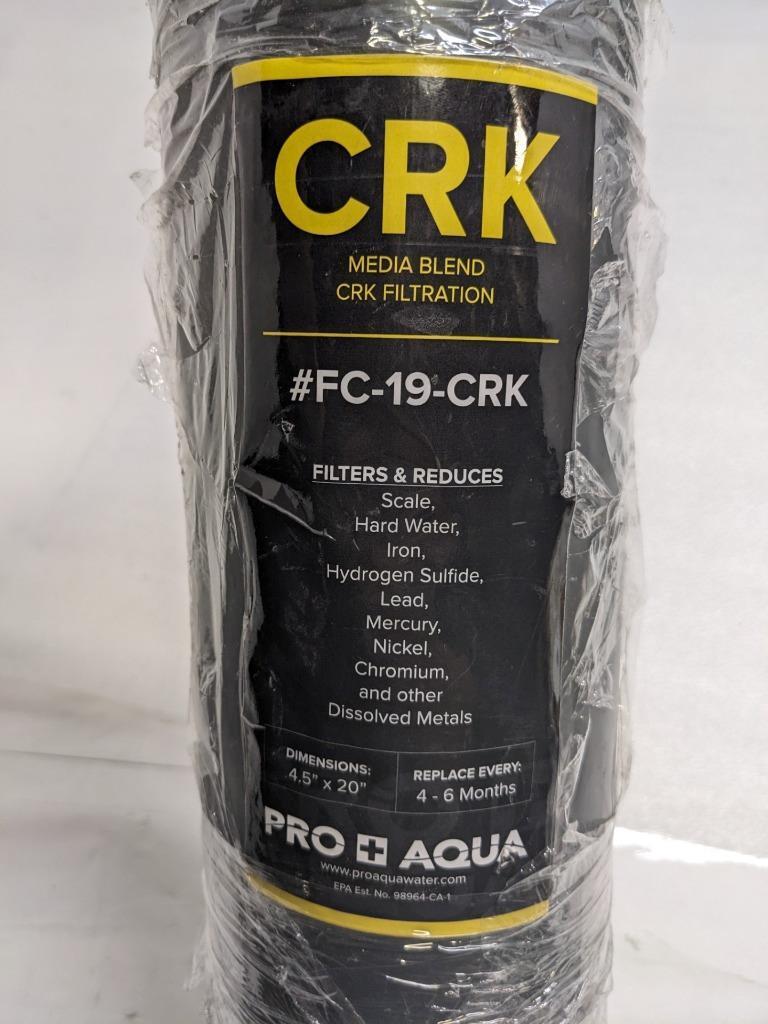 CRK
MEDIA BLEND
CRK FILTRATION
#FC-19-CRK
FILTERS & REDUCES
Scale,
Hard Water,
Iron,
Hydrogen Sulfide,
Lead,
Mercury,
Nickel,
Chromium,
and other
Dissolved Metals
DIMENSIONS:
4.5" x 20"
REPLACE EVERY:
4 - 6 Months
PRO AQUA
www.proaquawater.com
EPA Est. No. 98964-CA-1